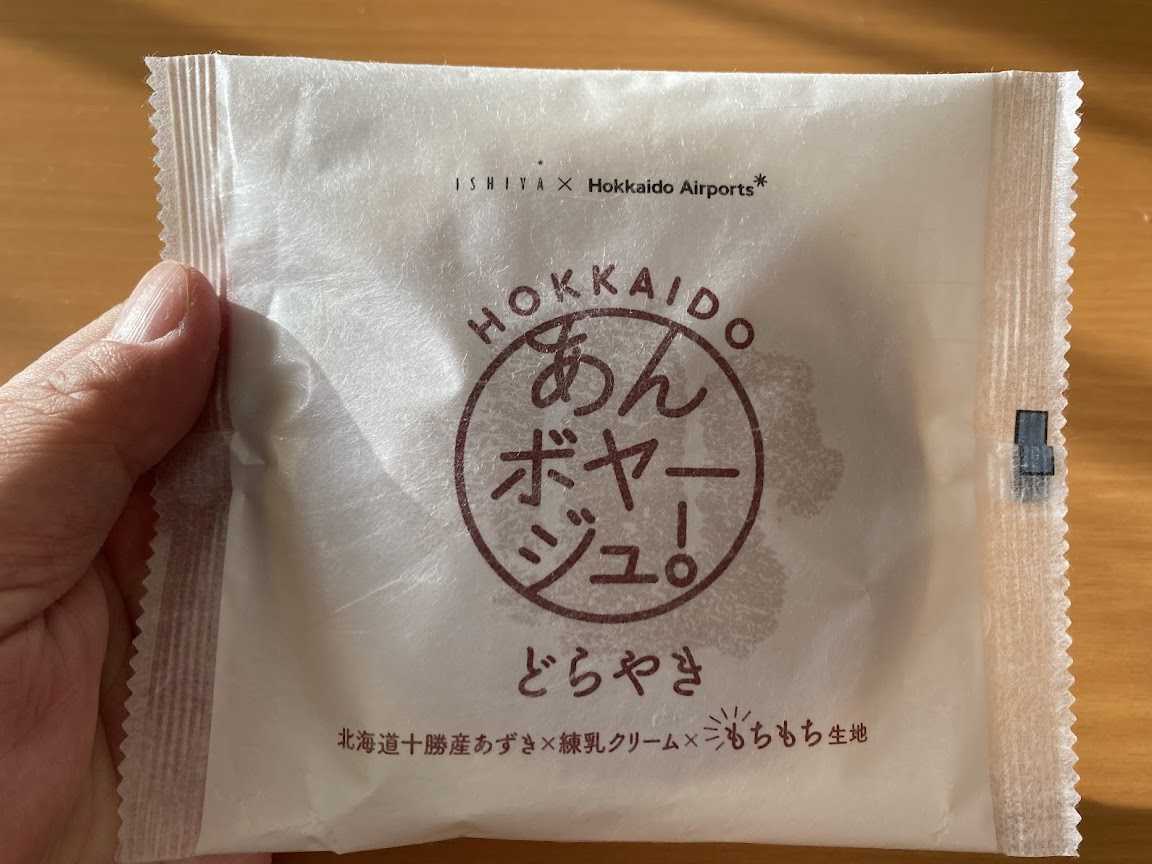 ISHIYA × Hokkaido Airports*
HOKKAIDO
あん
ボヤー
ジュ！
どらやき
北海道十勝産あずき×練乳クリーム×もちもち生地